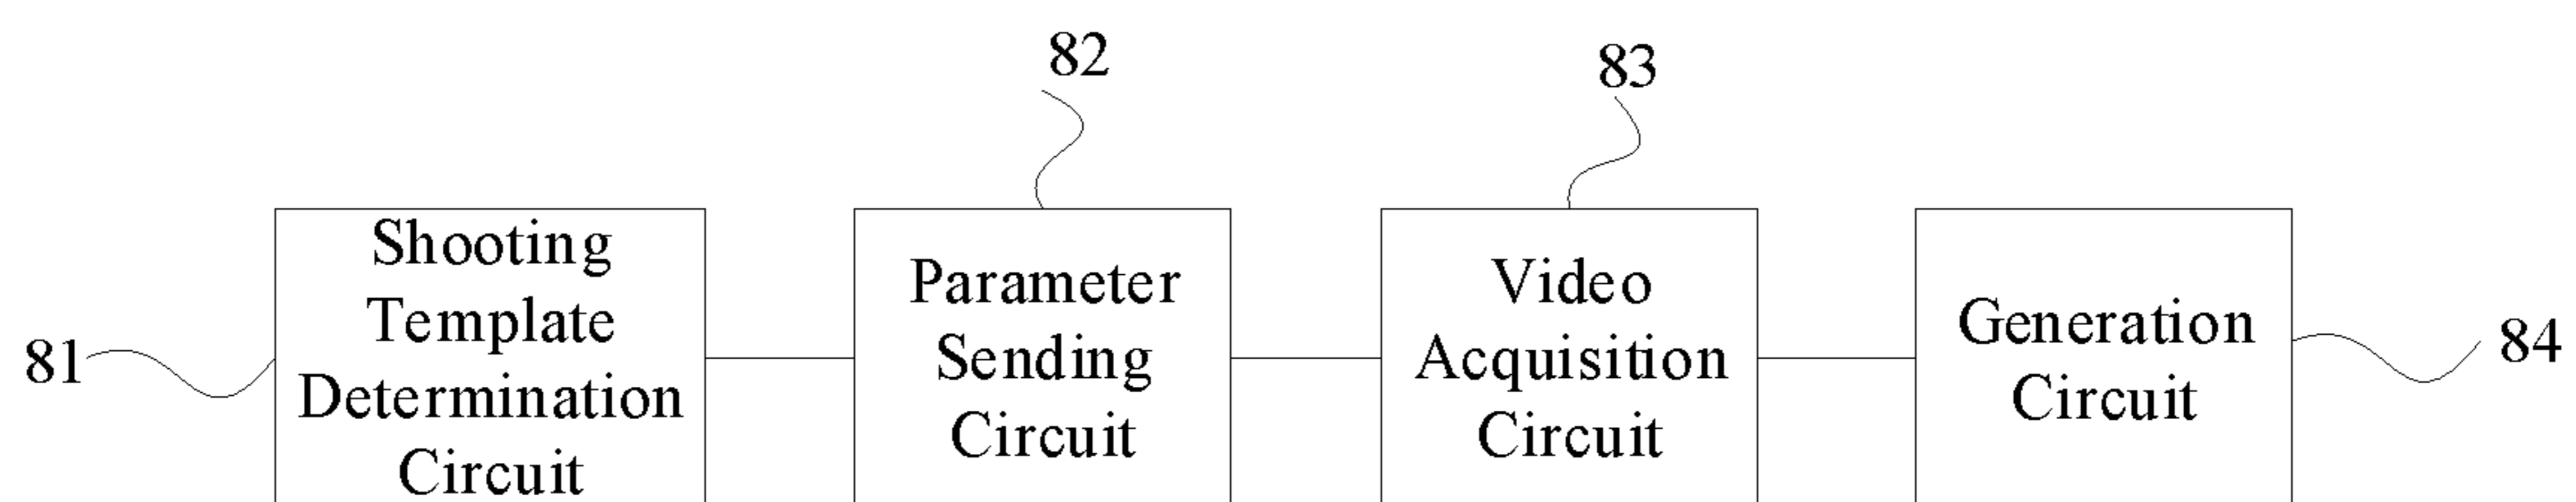 82
83
81
Shooting
Template
Determination
Circuit
Parameter
Sending
Circuit
Video
Acquisition
Circuit
Generation
Circuit
84